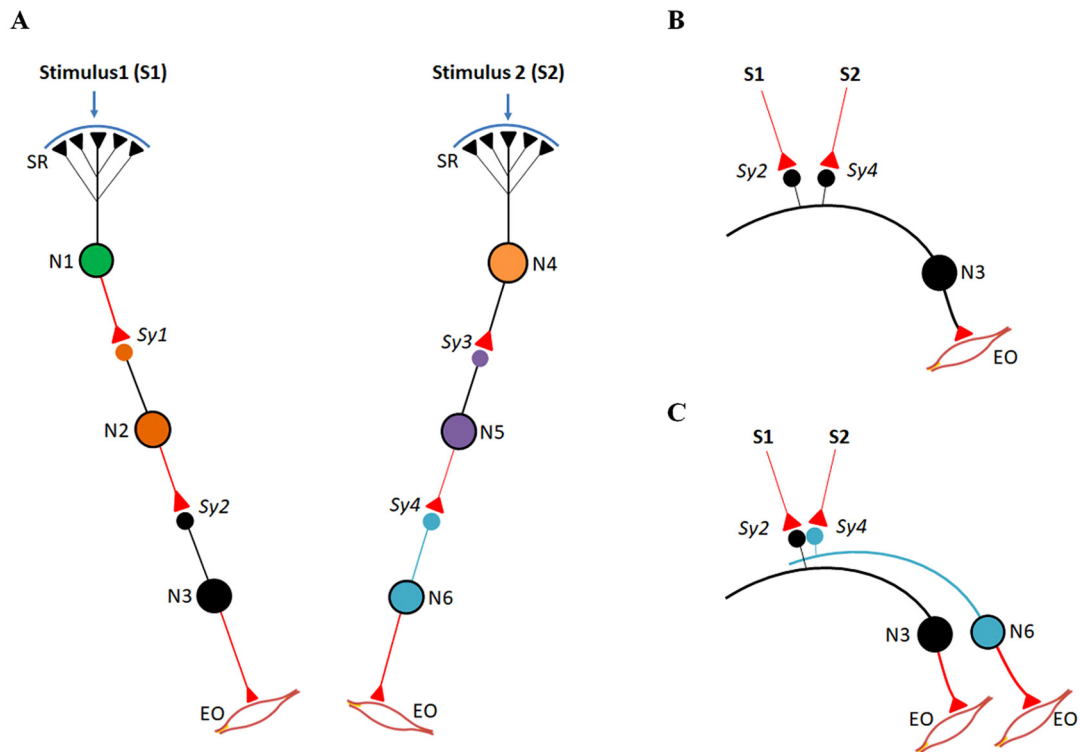 A
Stimulus1 (S1)
Stimulus 2 (S2)
SR
SR
N1
N4
Sy1
Sy3
N2
N5
Sy2
Sy4
N3
N6
EO
EO
B
S1
S2
Sy2
Sy4
N3
EO
C
S1
S2
Sy2
Sy4
N3
N6
EO
EO